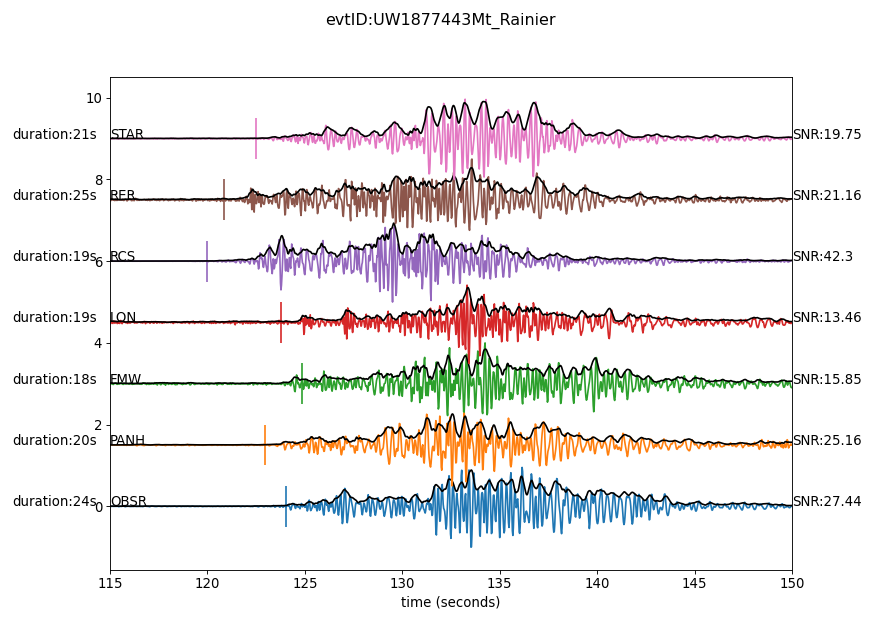 evtID:UW1877443Mt_Rainier
10
duration:21s STAR SNR:19.75
8
duration:25s RER SNR:21.16
duration:19s RCS SNR:42.3
6
duration:19s LON SNR:13.46
4
duration:18s FMW SNR:15.85
2
duration:20s PANH SNR:25.16
duration:24s OBSR SNR:27.44
0
115 120 125 130 135 140 145 150
time (seconds)